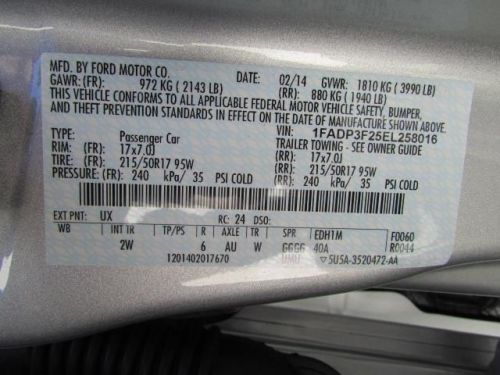 MFD. BY FORD MOTOR CO.
DATE: 02/14 GVWR: 1810 KG ( 3990 LB)
GAWR: (FR): 972 KG ( 2143 LB) (RR): 880 KG ( 1940 LB)
THIS VEHICLE CONFORMS TO ALL APPLICABLE FEDERAL MOTOR VEHICLE SAFETY, BUMPER,
AND THEFT PREVENTION STANDARDS IN EFFECT ON THE DATE OF MANUFACTURE SHOWN ABOVE.
VIN: 1FADP3F25EL258016
TYPE: Passenger Car TRAILER TOWING - SEE OWNER GUIDE
RIM: (FR): 17x7.0J (RR): 17x7.0J
TIRE: (FR): 215/50R17 95W (RR): 215/50R17 95W
PRESSURE: (FR): 240 kPa/ 35 PSI COLD (RR): 240 kPa/ 35 PSI COLD
EXT PNT: UX RC: 24 DSO:
WB INT TR TP/PS R AXLE TR SPR EDH1M F0060
2W 6 AU W GGGG 40A R0044
1201402017670 UMU ▽5U5A-3520472-AA